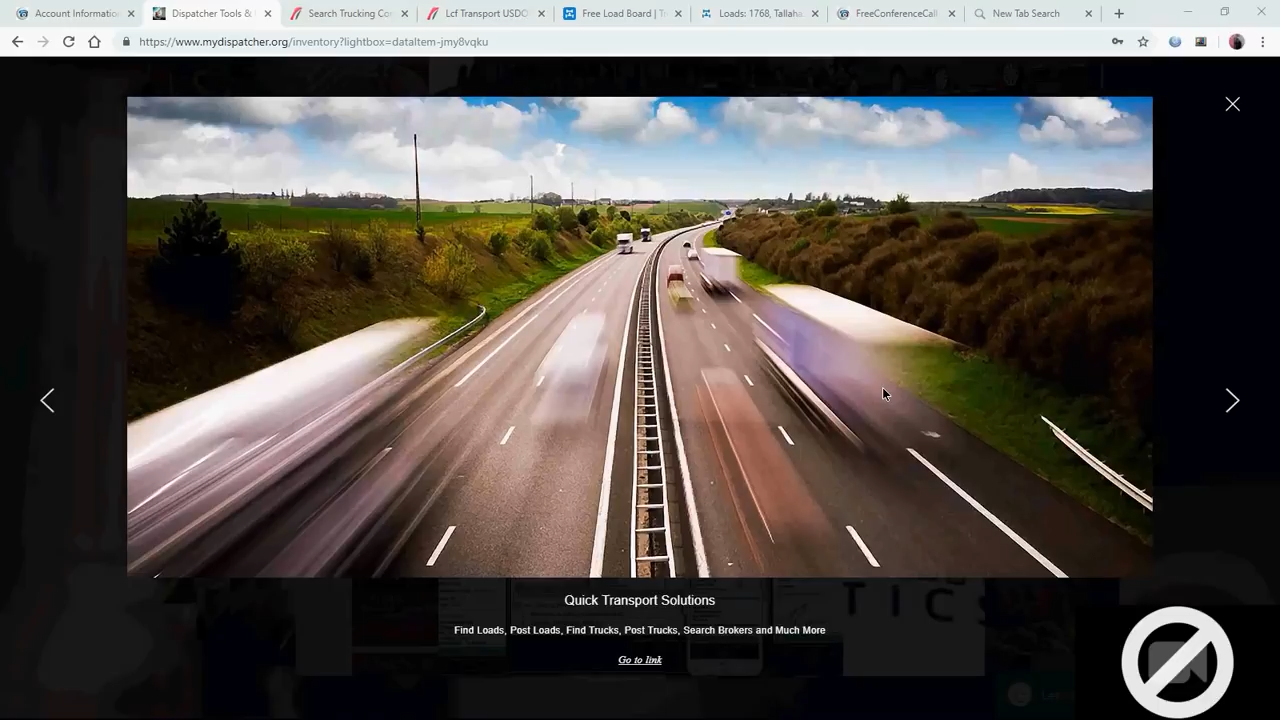 Account Informatio
Dispatcher Tools &
Search Trucking Co
Lcf Transport USDO
Free Load Board | T
Loads: 1768, Tallaha
FreeConferenceCall
New Tab Search
https://www.mydispatcher.org/inventory?lightbox=dataItem-jmy8vqku
Quick Transport Solutions
Find Loads, Post Loads, Find Trucks, Post Trucks, Search Brokers and Much More
Go to link
TICS